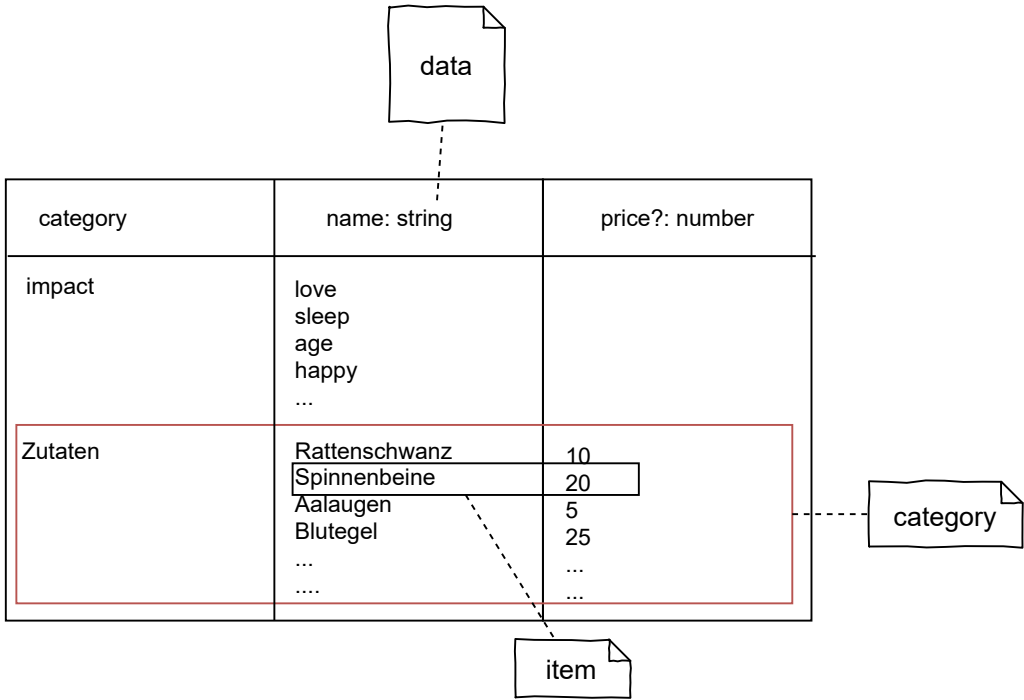 data
category
name: string
price?: number
impact
love
sleep
age
happy
...
Zutaten
Rattenschwanz
10
Spinnenbeine
20
Aalaugen
5
Blutegel
25
...
...
....
...
category
item